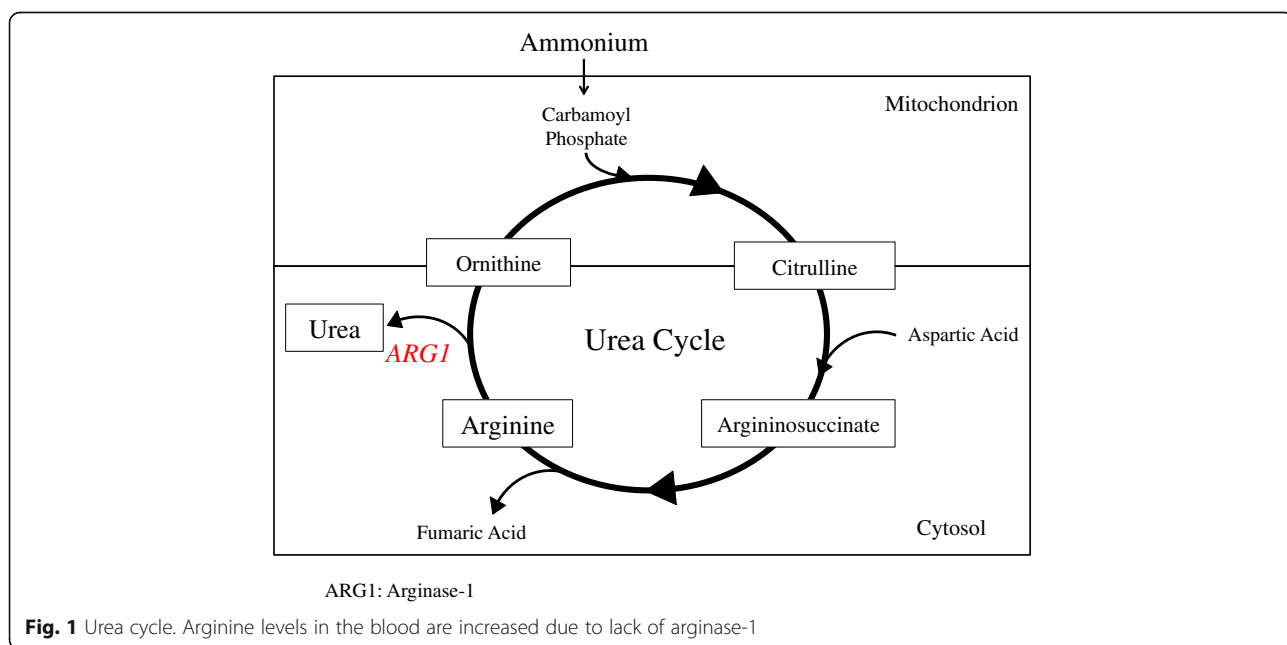 Ammonium
Mitochondrion
Carbamoyl
Phosphate
Ornithine
Citrulline
Urea
ARG1
Urea Cycle
Aspartic Acid
Arginine
Argininosuccinate
Fumaric Acid
Cytosol
ARG1: Arginase-1
Fig. 1 Urea cycle. Arginine levels in the blood are increased due to lack of arginase-1